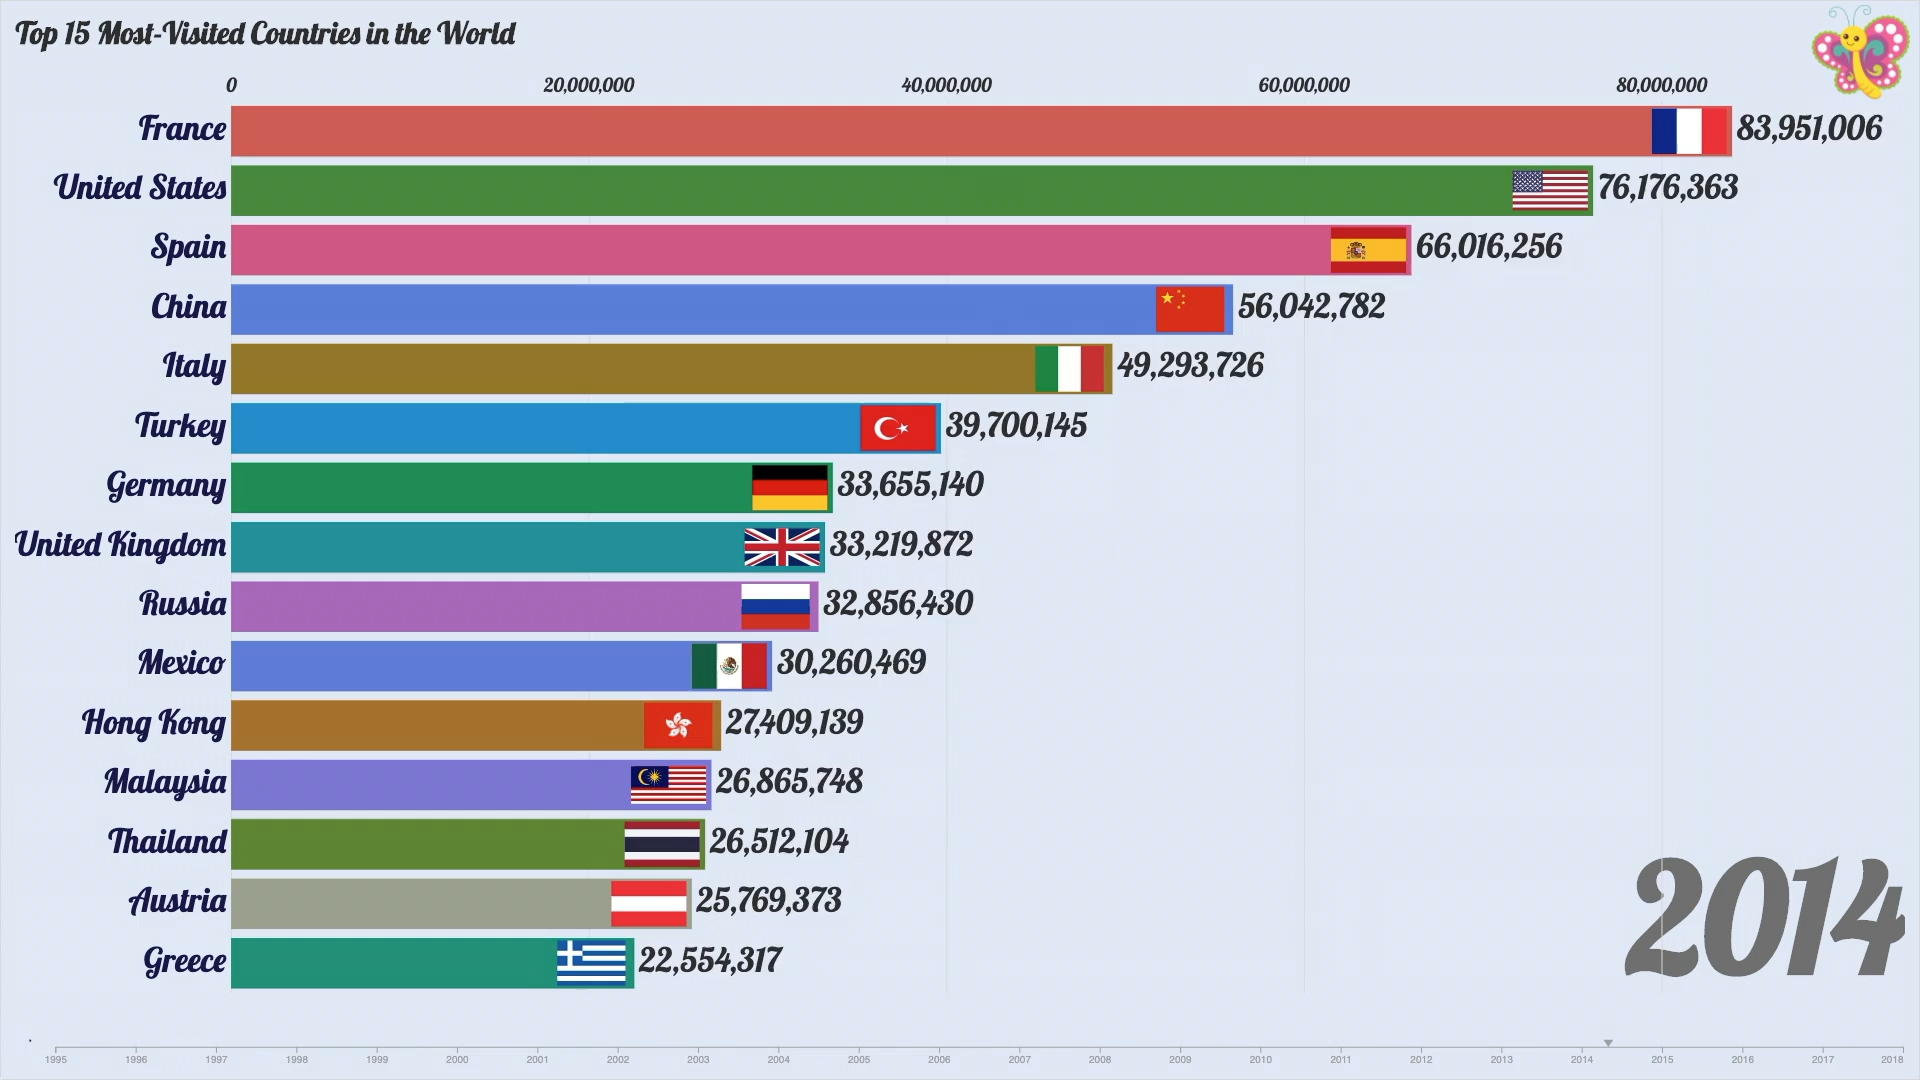 Top 15 Most-Visited Countries in the World
0 20,000,000 40,000,000 60,000,000 80,000,000
France 83,951,006
United States 76,176,363
Spain 66,016,256
China 56,042,782
Italy 49,293,726
Turkey 39,700,145
Germany 33,655,140
United Kingdom 33,219,872
Russia 32,856,430
Mexico 30,260,469
Hong Kong 27,409,139
Malaysia 26,865,748
Thailand 26,512,104
Austria 25,769,373
Greece 22,554,317
2014
1995 1996 1997 1998 1999 2000 2001 2002 2003 2004 2005 2006 2007 2008 2009 2010 2011 2012 2013 2014 2015 2016 2017 2018